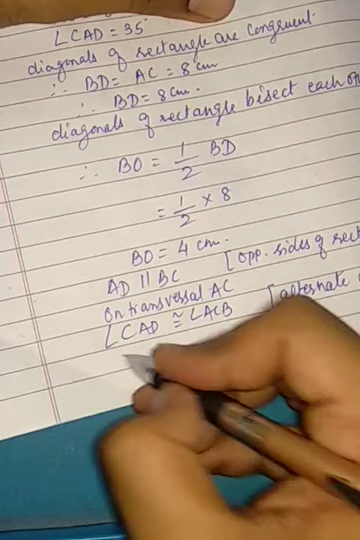 ∠CAD = 35°
diagonals of rectangle are congruent.
∴ BD = AC = 8 cm
∴ BD = 8 cm.
diagonals of rectangle bisect each
∴ BO = 1/2 BD
= 1/2 × 8
BO = 4 cm.
AD || BC [opp. sides of
on transversal AC
∠CAD ≅ ∠ACB [alternate